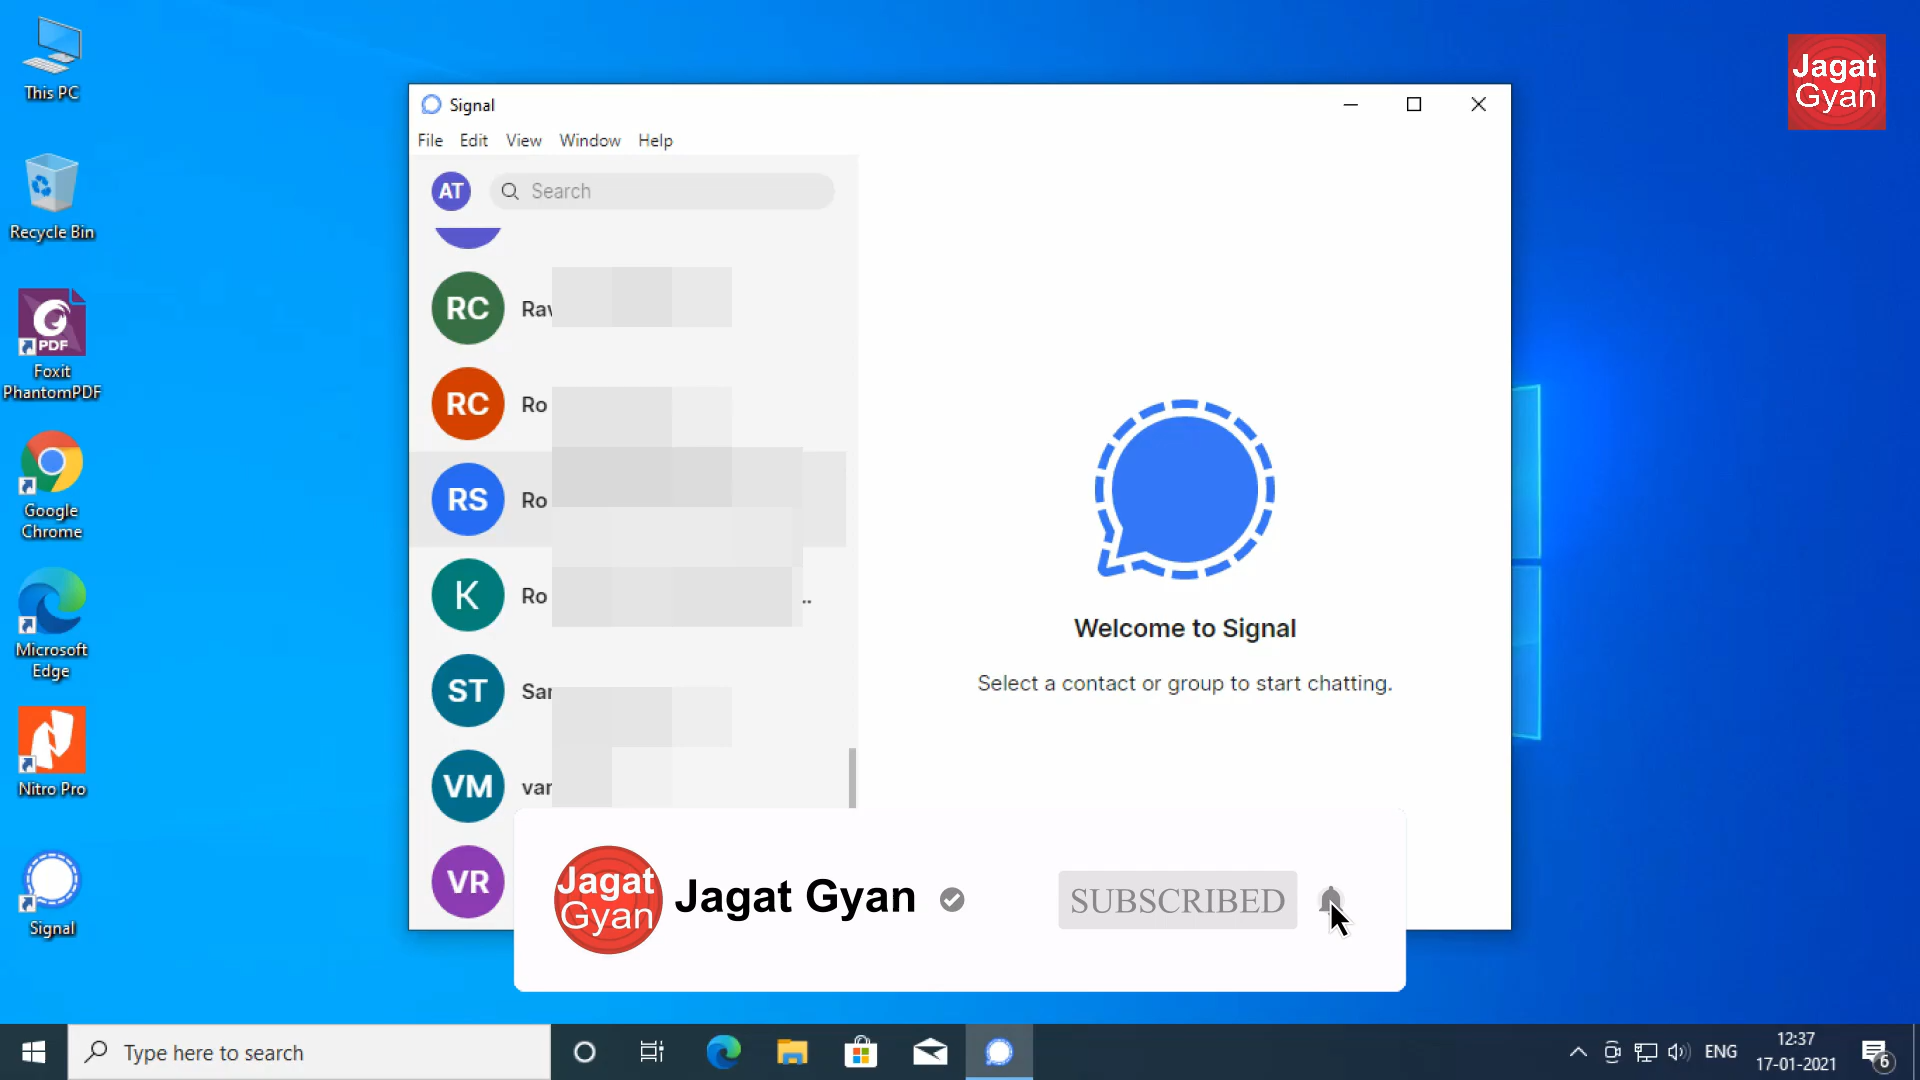 This PC
Recycle Bin
PDF
Foxit
PhantomPDF
Google
Chrome
Microsoft
Edge
Nitro Pro
Signal
Signal
File Edit View Window Help
AT Search
RC
RC Ro
RS Ro
K Ro ..
ST
VM
VR
Welcome to Signal
Select a contact or group to start chatting.
Jagat
Gyan
Jagat
Gyan
Jagat Gyan
SUBSCRIBED
Type here to search
ENG
12:37
17-01-2021
6